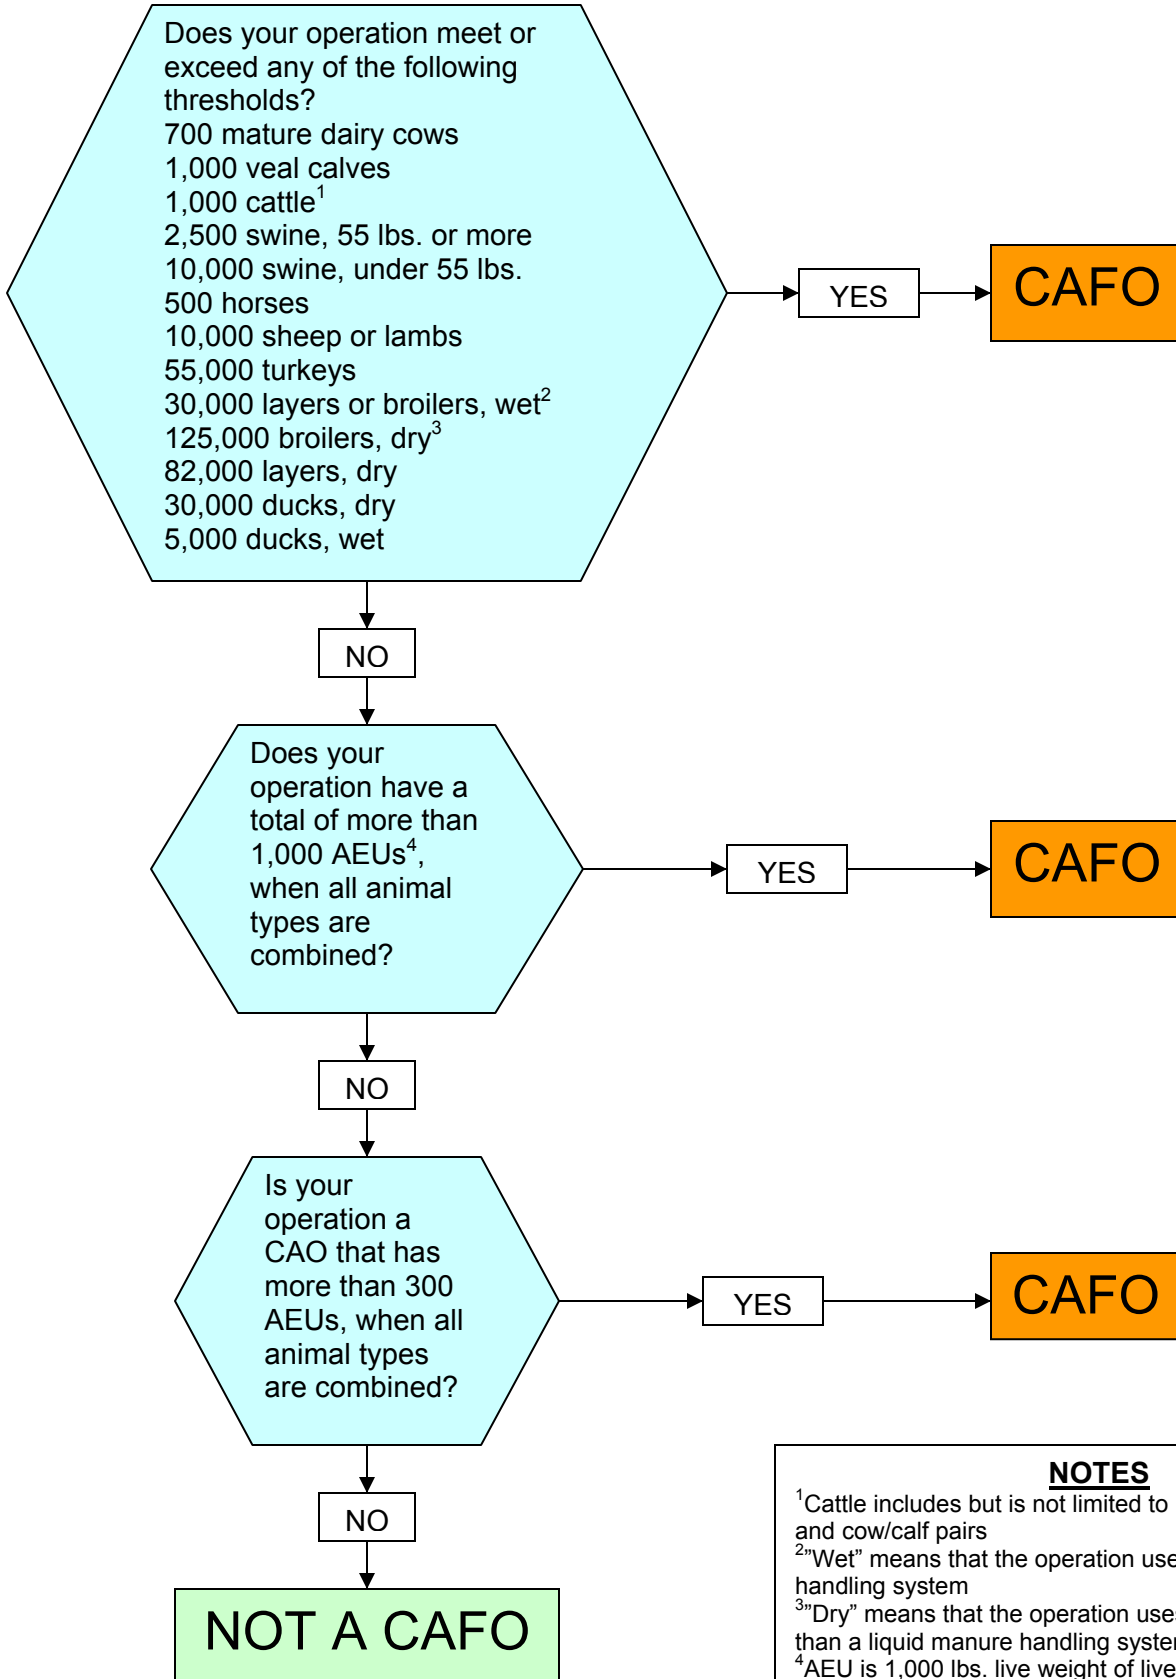 Does your operation meet or
exceed any of the following
thresholds?
700 mature dairy cows
1,000 veal calves
1,000 cattle¹
2,500 swine, 55 lbs. or more
10,000 swine, under 55 lbs.
500 horses
10,000 sheep or lambs
55,000 turkeys
30,000 layers or broilers, wet²
125,000 broilers, dry³
82,000 layers, dry
30,000 ducks, dry
5,000 ducks, wet
YES
CAFO
NO
Does your
operation have a
total of more than
1,000 AEUs⁴,
when all animal
types are
combined?
YES
CAFO
NO
Is your
operation a
CAO that has
more than 300
AEUs, when all
animal types
are combined?
YES
CAFO
NO
NOT A CAFO
NOTES
¹Cattle includes but is not limited to
and cow/calf pairs
²”Wet” means that the operation use
handling system
³”Dry” means that the operation uses
than a liquid manure handling system
⁴AEU is 1,000 lbs. live weight of live